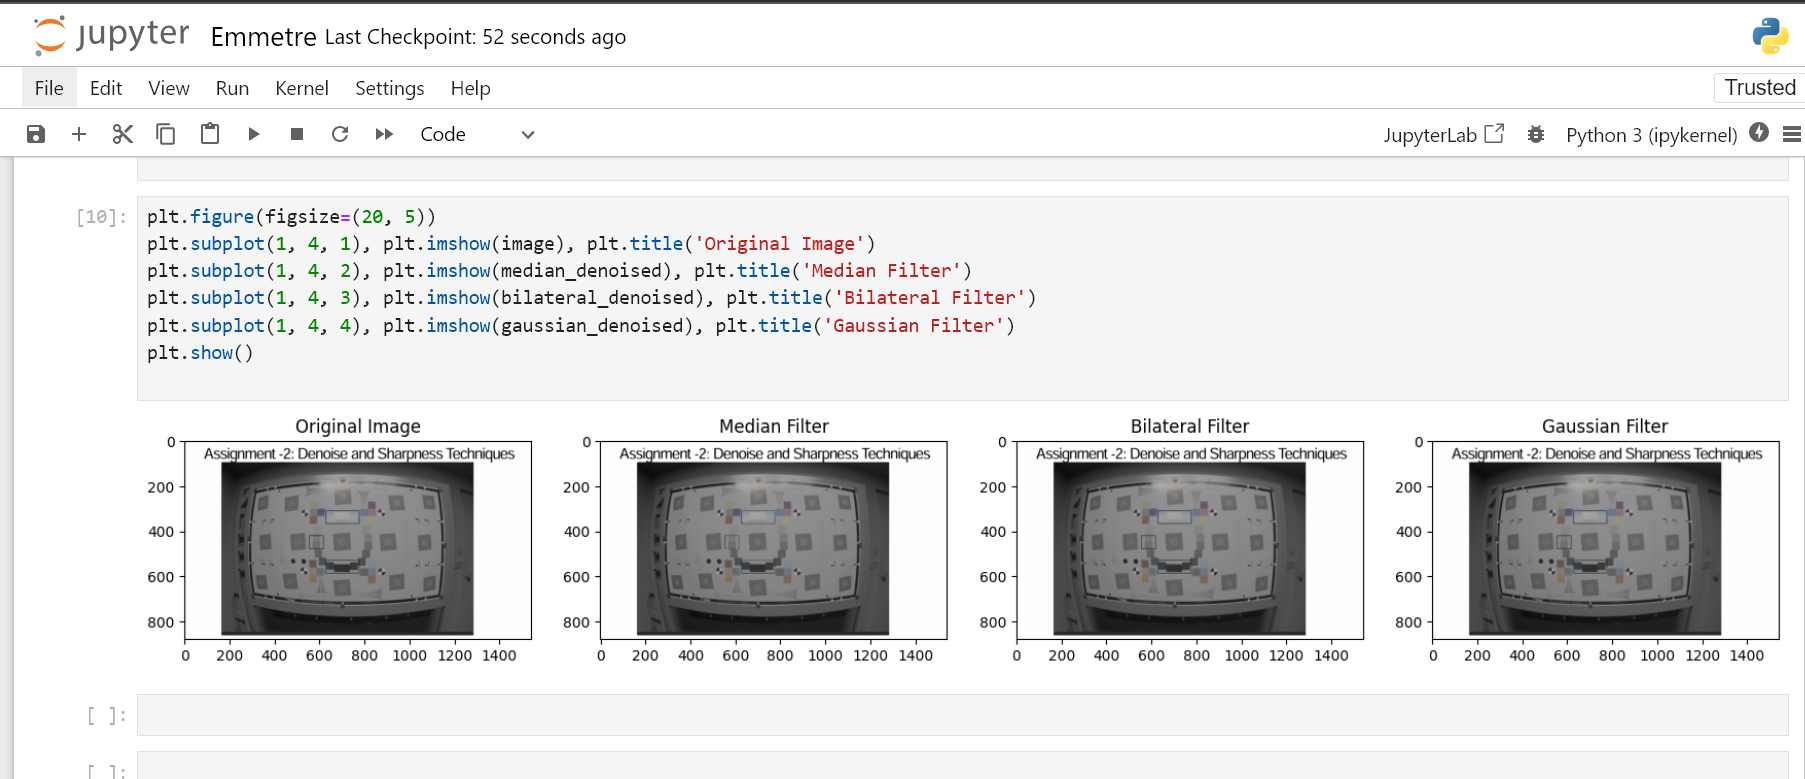 jupyter Emmetre Last Checkpoint: 52 seconds ago
File Edit View Run Kernel Settings Help Trusted
Code JupyterLab Python 3 (ipykernel)
[10]: plt.figure(figsize=(20, 5))
plt.subplot(1, 4, 1), plt.imshow(image), plt.title('Original Image')
plt.subplot(1, 4, 2), plt.imshow(median_denoised), plt.title('Median Filter')
plt.subplot(1, 4, 3), plt.imshow(bilateral_denoised), plt.title('Bilateral Filter')
plt.subplot(1, 4, 4), plt.imshow(gaussian_denoised), plt.title('Gaussian Filter')
plt.show()
Original Image
Assignment -2: Denoise and Sharpness Techniques
0
200
400
600
800
0 200 400 600 800 1000 1200 1400
Median Filter
Assignment -2: Denoise and Sharpness Techniques
0
200
400
600
800
0 200 400 600 800 1000 1200 1400
Bilateral Filter
Assignment -2: Denoise and Sharpness Techniques
0
200
400
600
800
0 200 400 600 800 1000 1200 1400
Gaussian Filter
Assignment -2: Denoise and Sharpness Techniques
0
200
400
600
800
0 200 400 600 800 1000 1200 1400
[ ]:
[ ]: